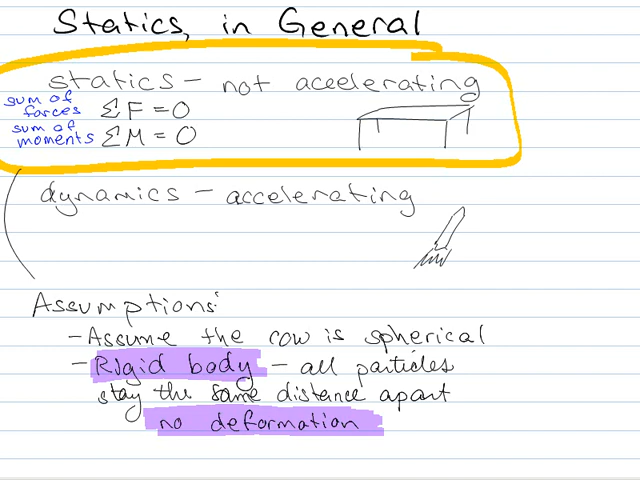 Statics, in General
statics - not accelerating
sum of forces ΣF = 0
sum of moments ΣM = 0
dynamics - accelerating
Assumptions:
- Assume the cow is spherical
- Rigid body - all particles
stay the same distance apart
no deformation